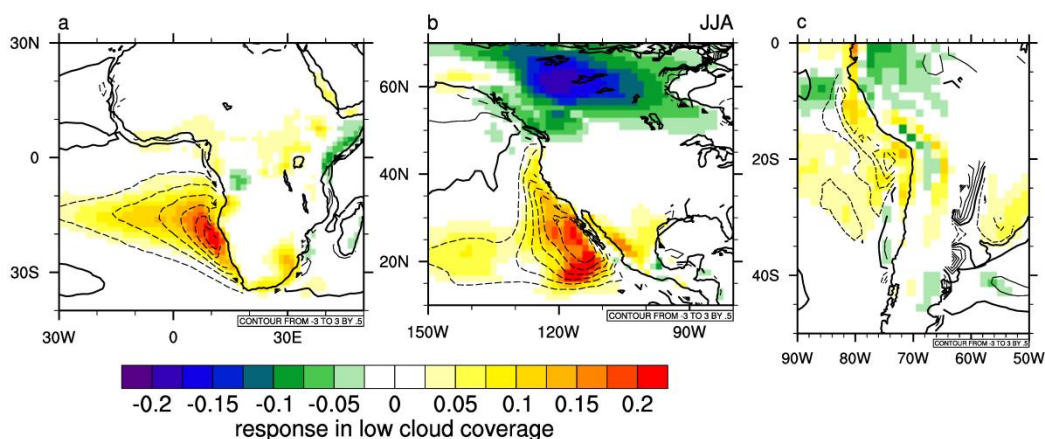 a
b
JJA
c
30N
0
30S
30W
0
30E
CONTOUR FROM -3 TO 3 BY .5
60N
40N
20N
150W
120W
90W
CONTOUR FROM -3 TO 3 BY .5
0
20S
40S
90W
80W
70W
60W
50W
CONTOUR FROM -3 TO 3 BY .5
-0.2 -0.15 -0.1 -0.05 0 0.05 0.1 0.15 0.2
response in low cloud coverage